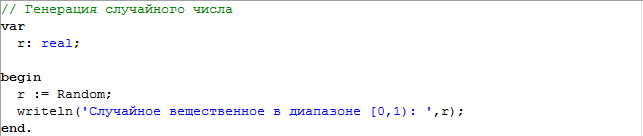 // Генерация случайного числа
var
  r: real;
begin
  r := Random;
  writeln('Случайное вещественное в диапазоне [0,1): ',r);
end.